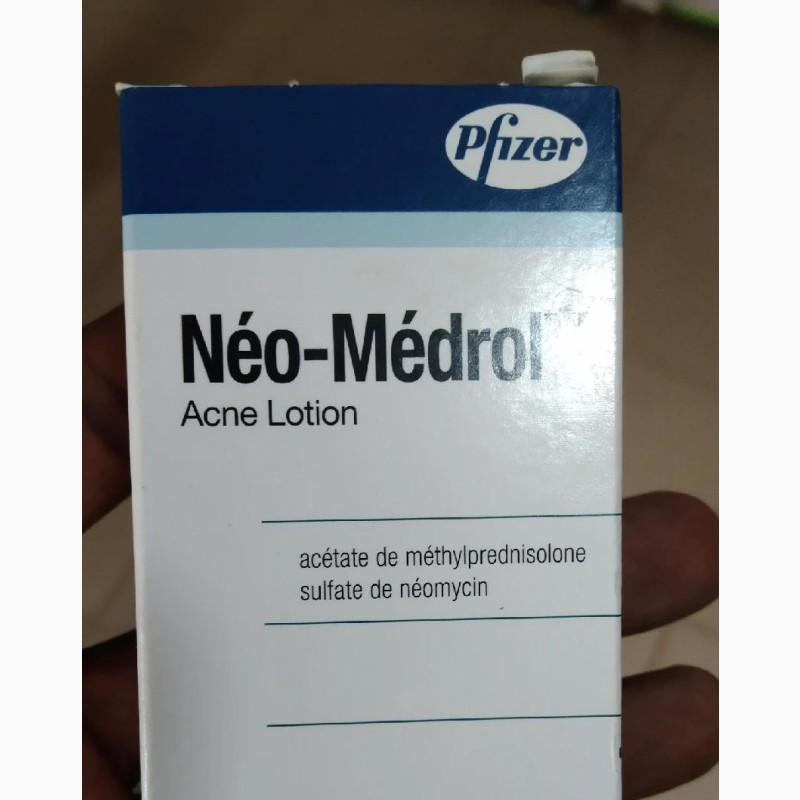 Pfizer
Néo-Médrol
Acne Lotion
acétate de méthylprednisolone
sulfate de néomycin